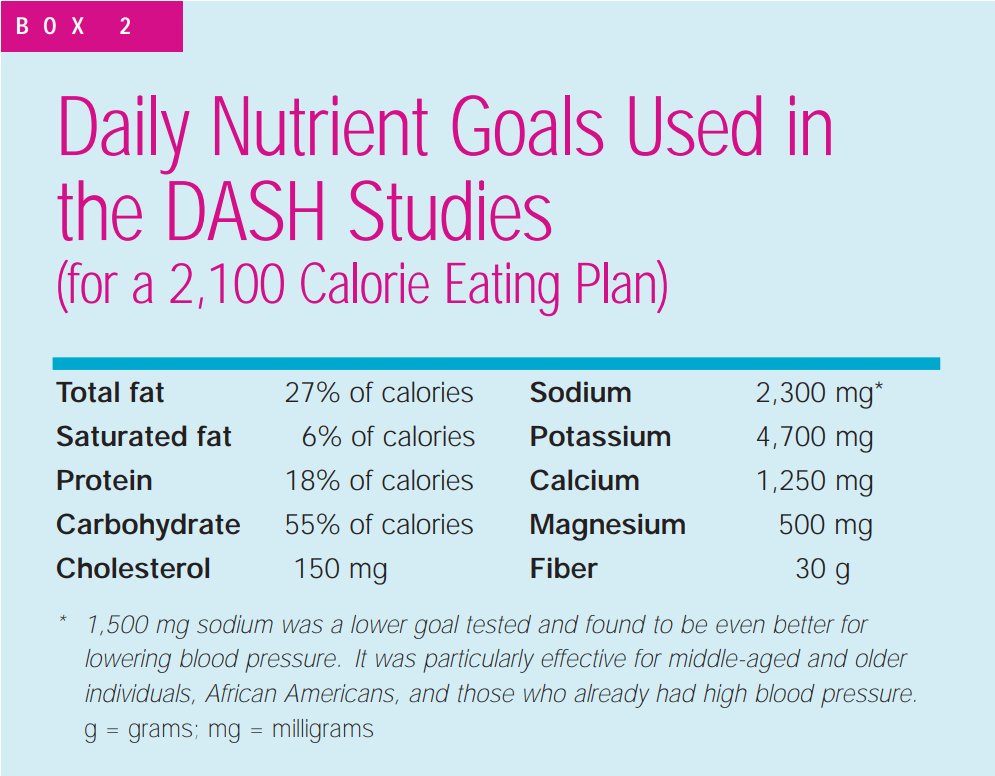 BOX 2
Daily Nutrient Goals Used in
the DASH Studies
(for a 2,100 Calorie Eating Plan)
Total fat 27% of calories Sodium 2,300 mg*
Saturated fat 6% of calories Potassium 4,700 mg
Protein 18% of calories Calcium 1,250 mg
Carbohydrate 55% of calories Magnesium 500 mg
Cholesterol 150 mg Fiber 30 g
* 1,500 mg sodium was a lower goal tested and found to be even better for
lowering blood pressure. It was particularly effective for middle-aged and older
individuals, African Americans, and those who already had high blood pressure.
g = grams; mg = milligrams